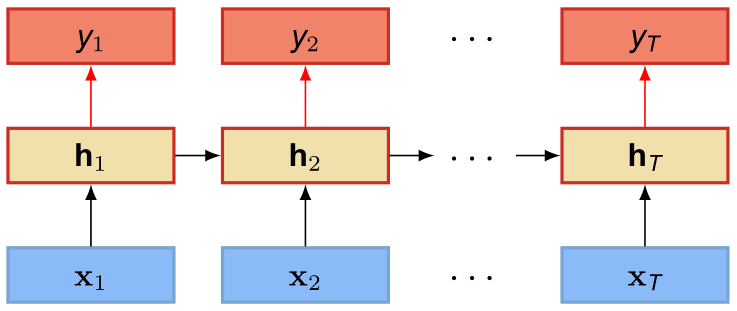 y₁ y₂ . . . y_T
h₁ h₂ . . . h_T
x₁ x₂ . . . x_T